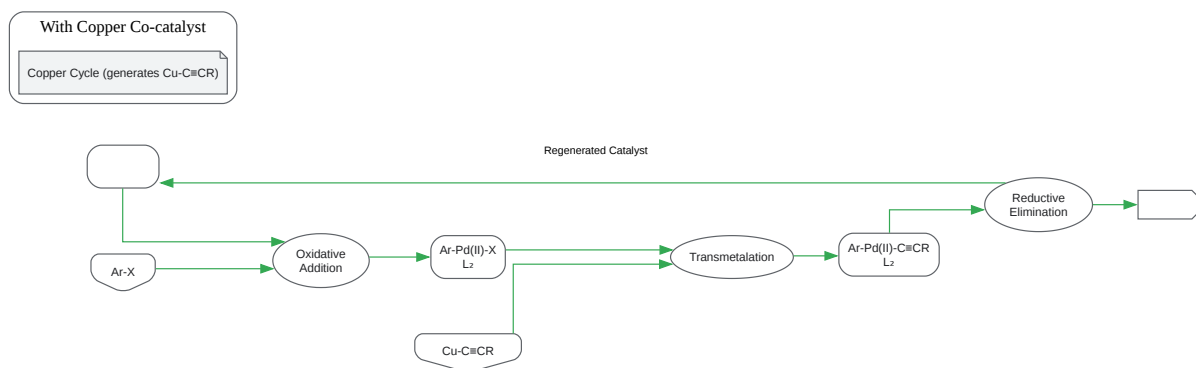 With Copper Co-catalyst
Copper Cycle (generates Cu-C≡CR)
Regenerated Catalyst
Reductive
Elimination
Ar-X
Oxidative
Addition
Ar-Pd(II)-X
L₂
Transmetalation
Ar-Pd(II)-C≡CR
L₂
Cu-C≡CR